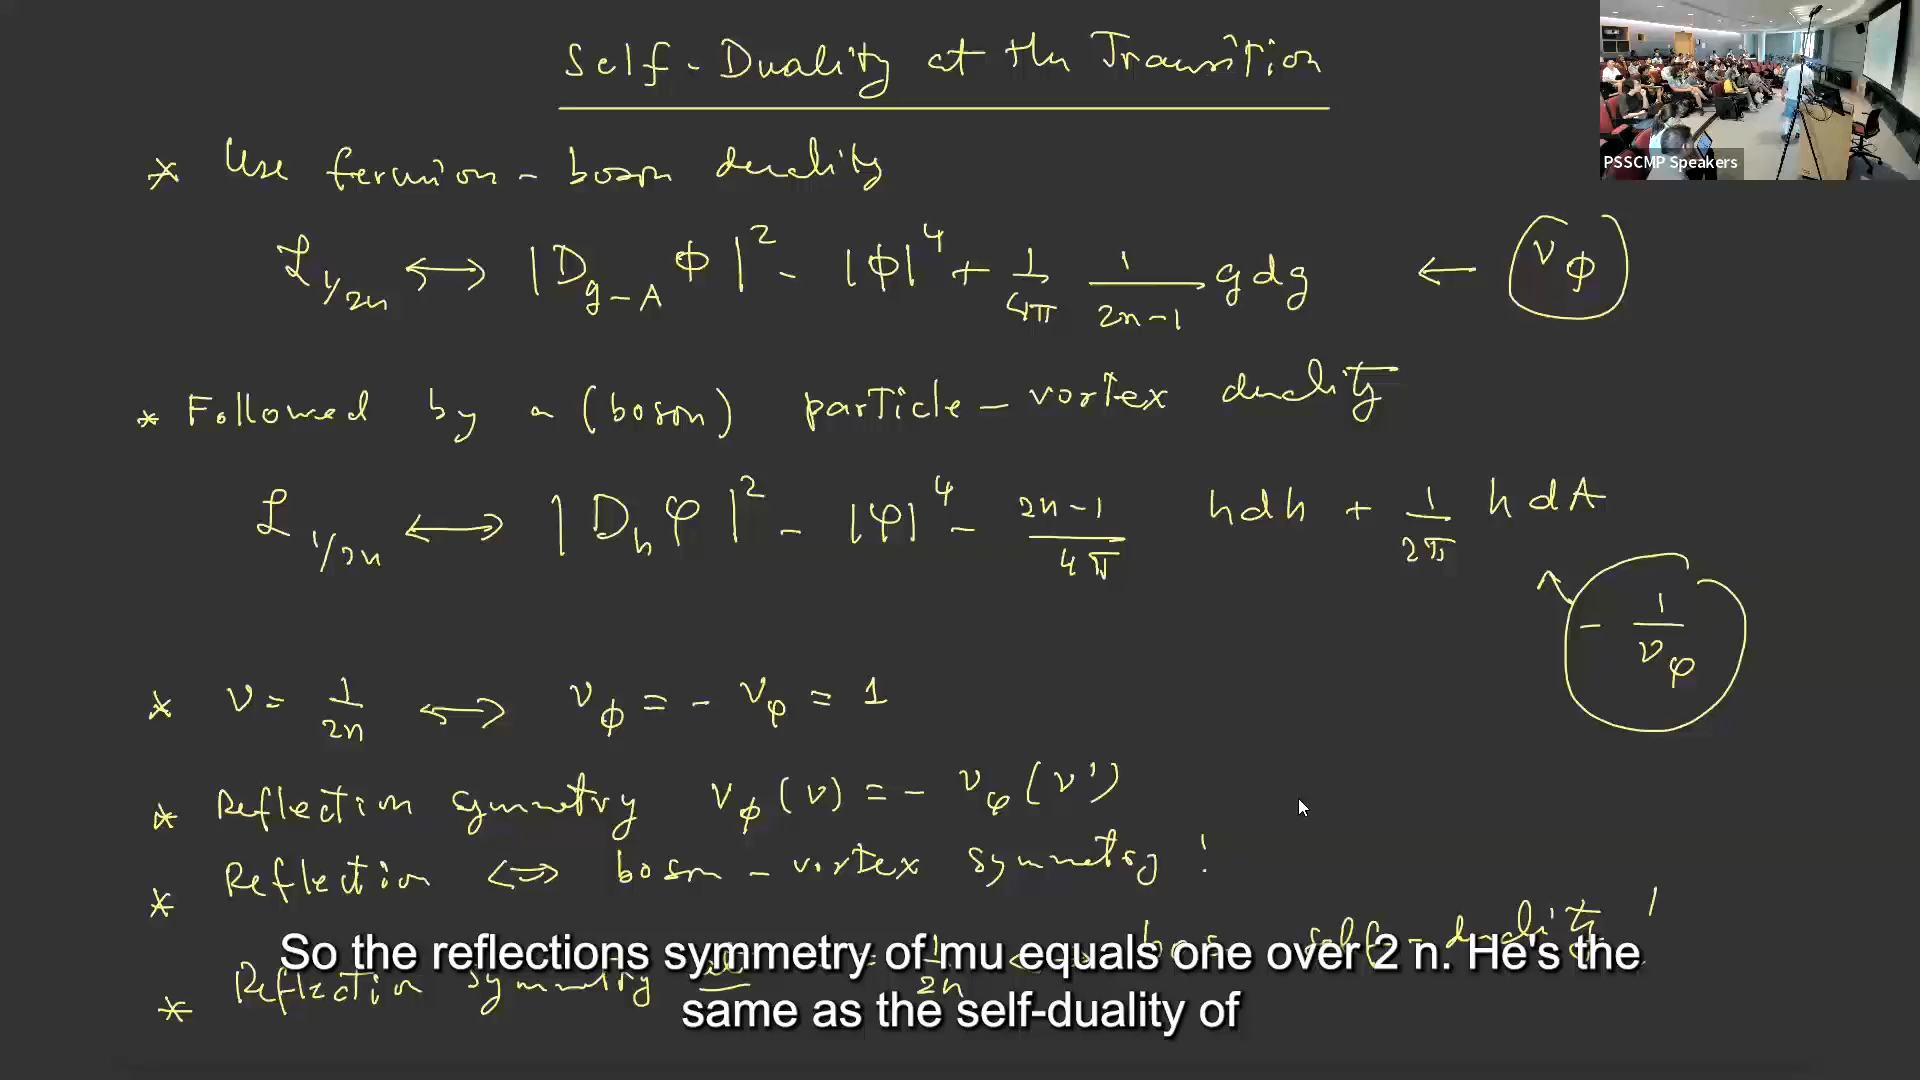 Self-Duality at the Transition
PSSCMP Speakers
* Use fermion - boson duality
ℒ_{1/2n} ⟷ |D_{g-A} ϕ|² - |ϕ|⁴ + 1/4π 1/2n-1 gdg ← ν_ϕ
* Followed by a (boson) particle-vortex duality
ℒ_{1/2n} ⟷ |D_h φ|² - |φ|⁴ - 2n-1/4π hdh + 1/2π hdA
- 1/ν_φ
* ν = 1/2n ⟷ ν_ϕ = - ν_φ = 1
* Reflection symmetry ν_ϕ(ν) = - ν_φ(ν')
* Reflection ⟺ boson-vortex symmetry!
* Reflection symmetry = 1/2n self-duality!
So the reflections symmetry of mu equals one over 2 n. He's the
same as the self-duality of